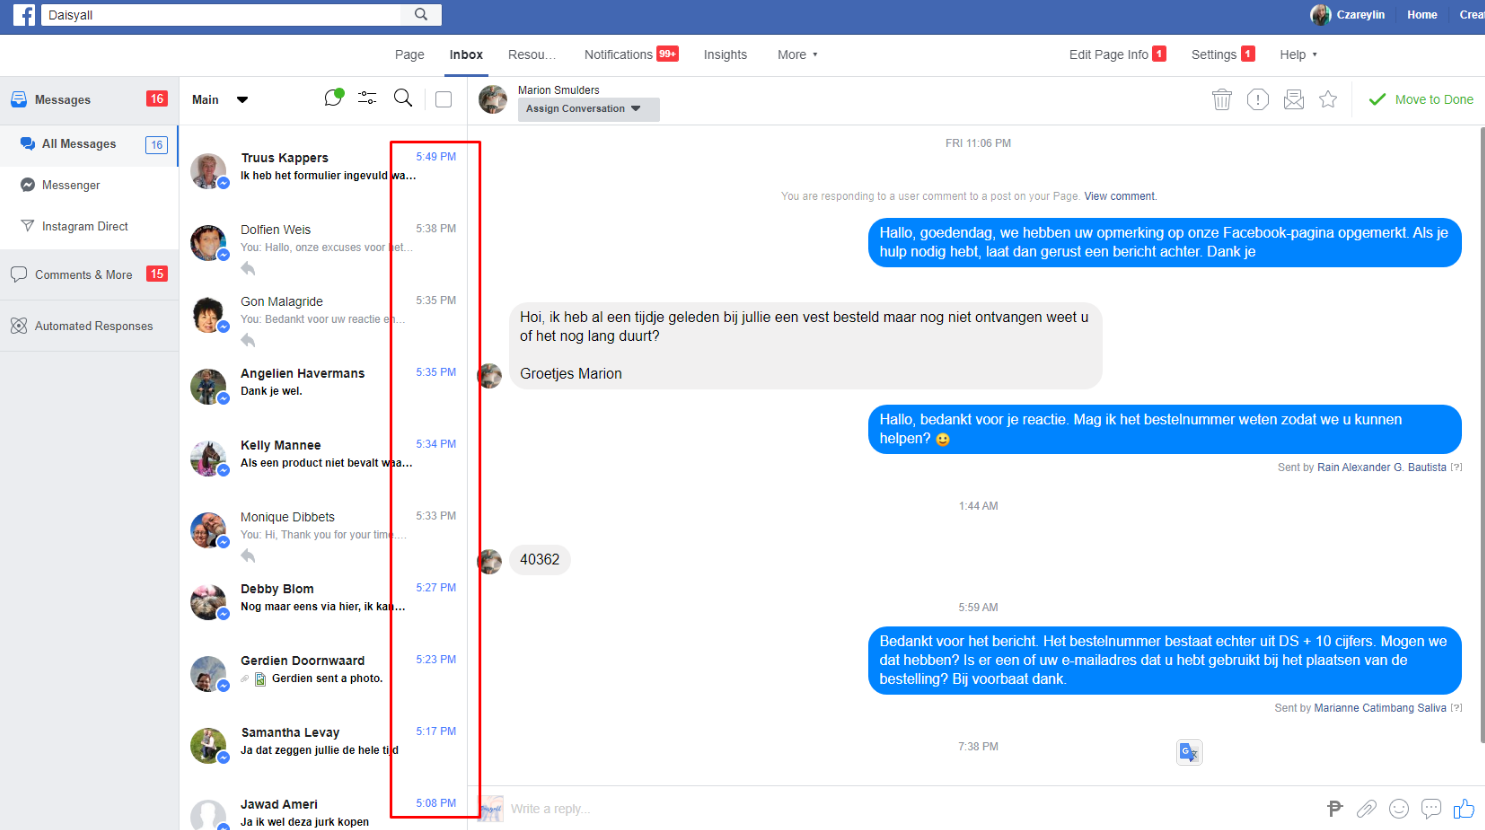 Daisyall
Czareylin
Home
Crea
Page
Inbox
Resou…
Notifications 99+
Insights
More
Edit Page Info 1
Settings 1
Help
Messages 16
All Messages 16
Messenger
Instagram Direct
Comments & More 15
Automated Responses
Main
Truus Kappers 5:49 PM
Ik heb het formulier ingevuld wa…
Dolfien Weis 5:38 PM
You: Hallo, onze excuses voor het…
Gon Malagride 5:35 PM
You: Bedankt voor uw reactie en…
Angelien Havermans 5:35 PM
Dank je wel.
Kelly Mannee 5:34 PM
Als een product niet bevalt waa…
Monique Dibbets 5:33 PM
You: Hi, Thank you for your time.…
Debby Blom 5:27 PM
Nog maar eens via hier, ik kan…
Gerdien Doornwaard 5:23 PM
Gerdien sent a photo.
Samantha Levay 5:17 PM
Ja dat zeggen jullie de hele tijd
Jawad Ameri 5:08 PM
Ja ik wel deza jurk kopen
Marion Smulders
Assign Conversation
Move to Done
FRI 11:06 PM
You are responding to a user comment to a post on your Page. View comment.
Hallo, goedendag, we hebben uw opmerking op onze Facebook-pagina opgemerkt. Als je
hulp nodig hebt, laat dan gerust een bericht achter. Dank je
Hoi, ik heb al een tijdje geleden bij jullie een vest besteld maar nog niet ontvangen weet u
of het nog lang duurt?
Groetjes Marion
Hallo, bedankt voor je reactie. Mag ik het bestelnummer weten zodat we u kunnen
helpen? 😀
Sent by Rain Alexander G. Bautista [?]
1:44 AM
40362
5:59 AM
Bedankt voor het bericht. Het bestelnummer bestaat echter uit DS + 10 cijfers. Mogen we
dat hebben? Is er een of uw e-mailadres dat u hebt gebruikt bij het plaatsen van de
bestelling? Bij voorbaat dank.
Sent by Marianne Catimbang Saliva [?]
7:38 PM
Write a reply...